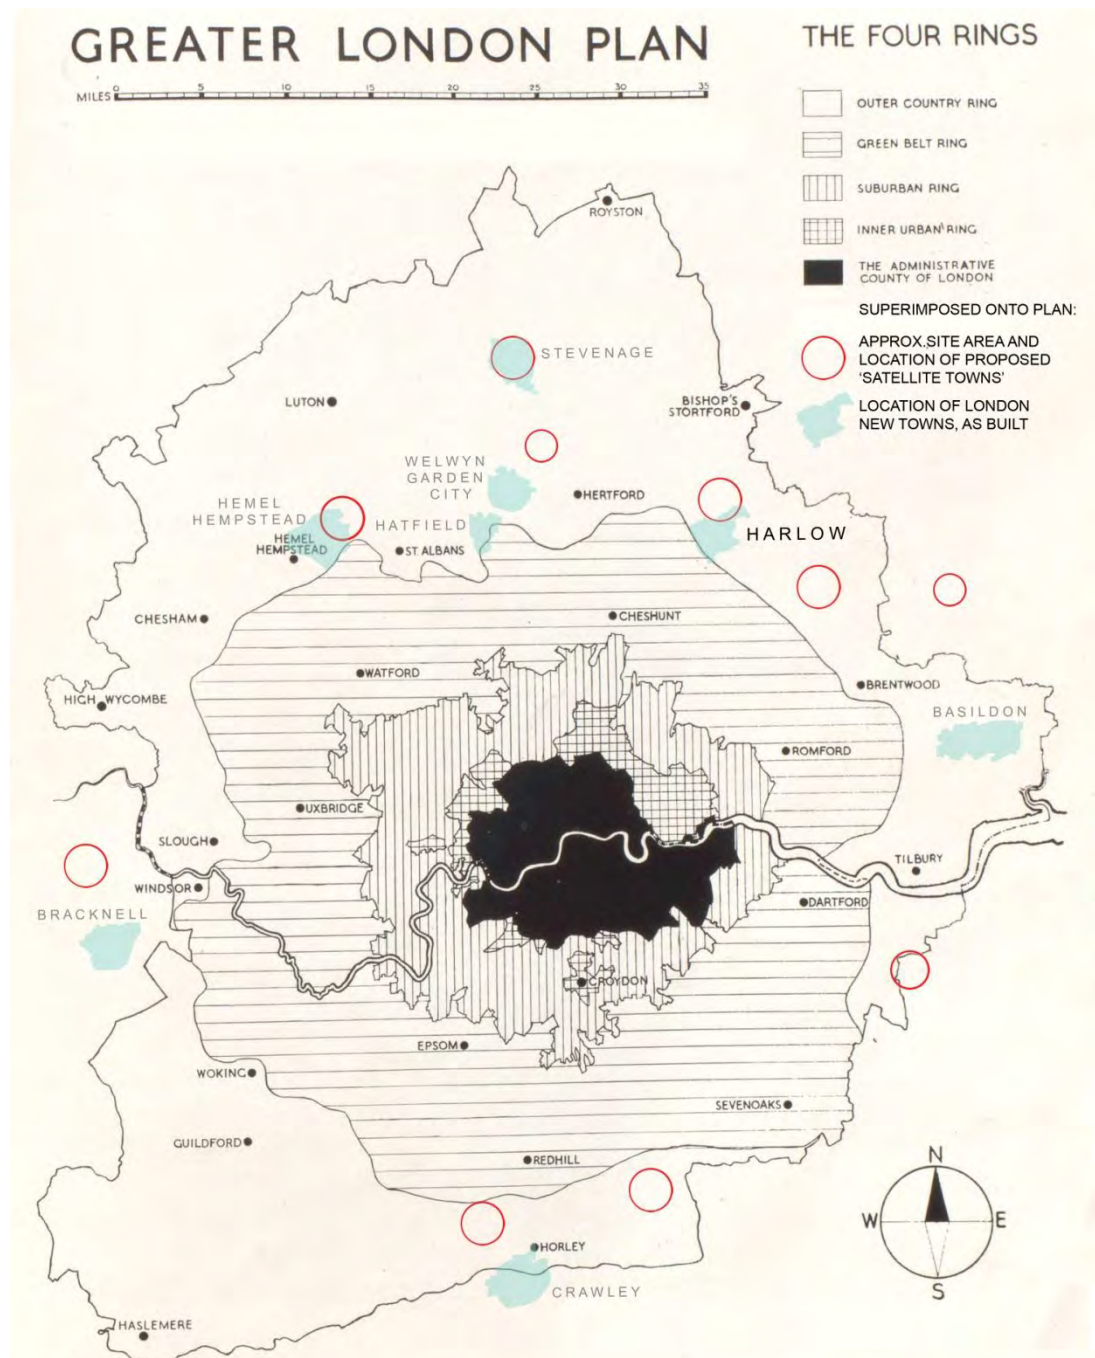 GREATER LONDON PLAN
MILES 0 5 10 15 20 25 30 35
THE FOUR RINGS
OUTER COUNTRY RING
GREEN BELT RING
SUBURBAN RING
INNER URBAN RING
THE ADMINISTRATIVE
COUNTY OF LONDON
SUPERIMPOSED ONTO PLAN:
APPROX.SITE AREA AND
LOCATION OF PROPOSED
‘SATELLITE TOWNS’
LOCATION OF LONDON
NEW TOWNS, AS BUILT
ROYSTON
STEVENAGE
LUTON
BISHOP'S
STORTFORD
WELWYN
GARDEN
CITY
HERTFORD
HEMEL
HEMPSTEAD
HATFIELD
HARLOW
HEMEL
HEMPSTEAD
ST. ALBANS
CHESHAM
CHESHUNT
WATFORD
BRENTWOOD
HIGH WYCOMBE
BASILDON
ROMFORD
UXBRIDGE
SLOUGH
TILBURY
WINDSOR
DARTFORD
BRACKNELL
CROYDON
EPSOM
WOKING
SEVENOAKS
GUILDFORD
REDHILL
N
W E
S
HORLEY
CRAWLEY
HASLEMERE